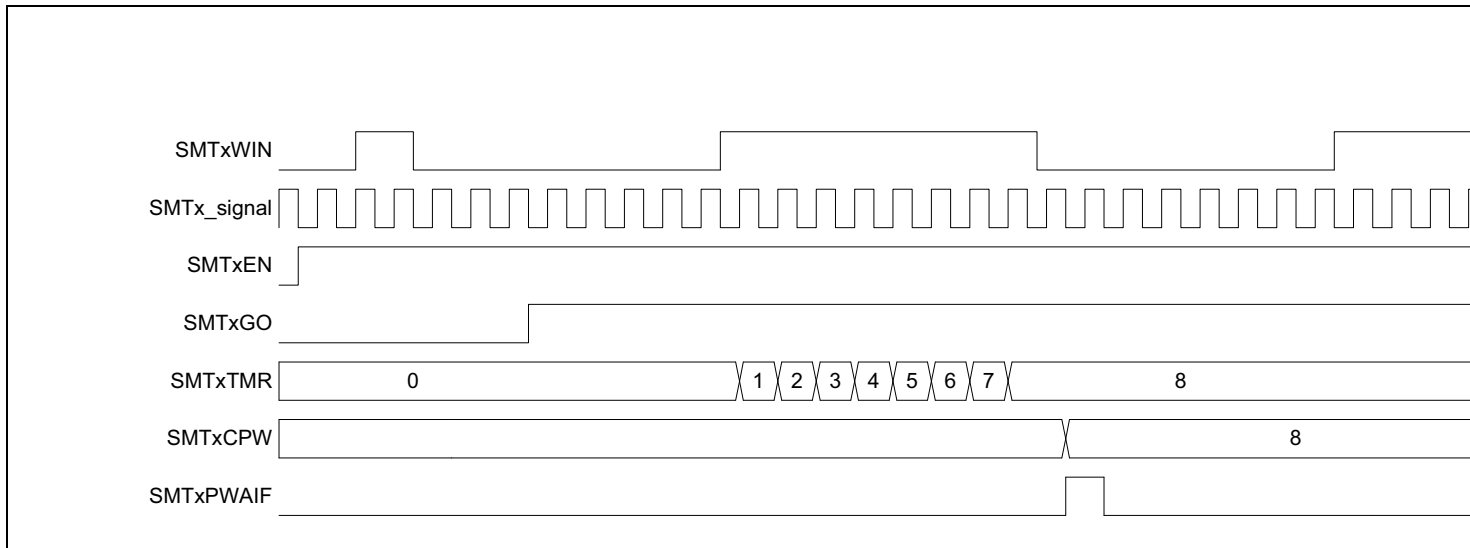 SMTxWIN
SMTx_signal
SMTxEN
SMTxGO
SMTxTMR 0 1 2 3 4 5 6 7 8
SMTxCPW 8
SMTxPWAIF